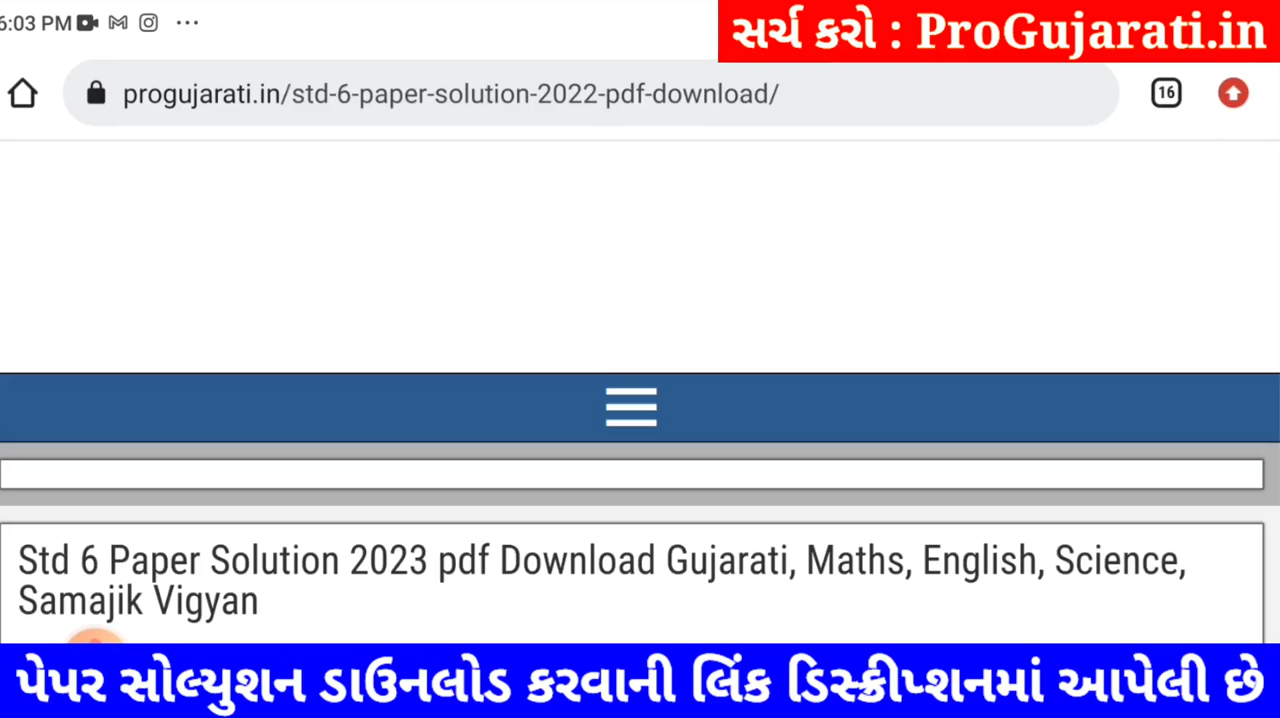 6:03 PM
સર્ચ કરો : ProGujarati.in
progujarati.in/std-6-paper-solution-2022-pdf-download/
16
Std 6 Paper Solution 2023 pdf Download Gujarati, Maths, English, Science,
Samajik Vigyan
પેપર સોલ્યુશન ડાઉનલોડ કરવાની લિંક ડિસ્ક્રીપ્શનમાં આપેલી છે